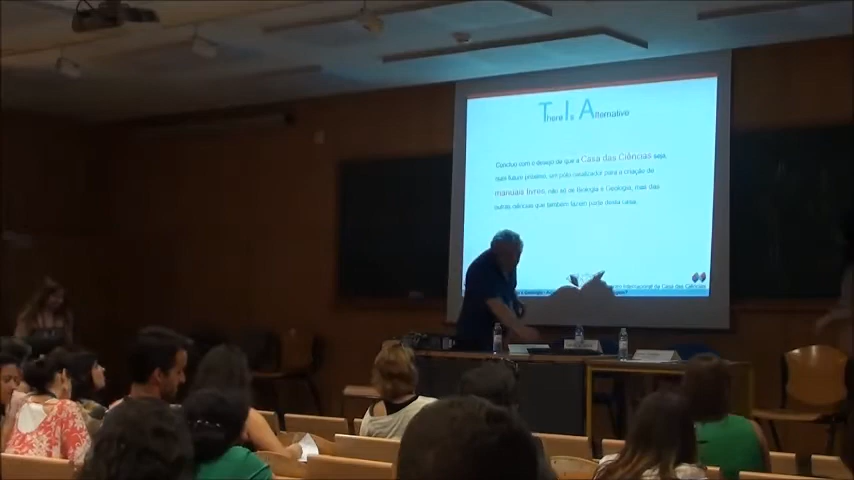 There Is Alternative
Concluo com o desejo de que a Casa das Ciências seja,
num futuro próximo, um pólo catalizador para a criação de
manuais livres, não só de Biologia e Geologia, mas das
outras ciências que também fazem parte desta casa.
Internacional da Casa das Ciências